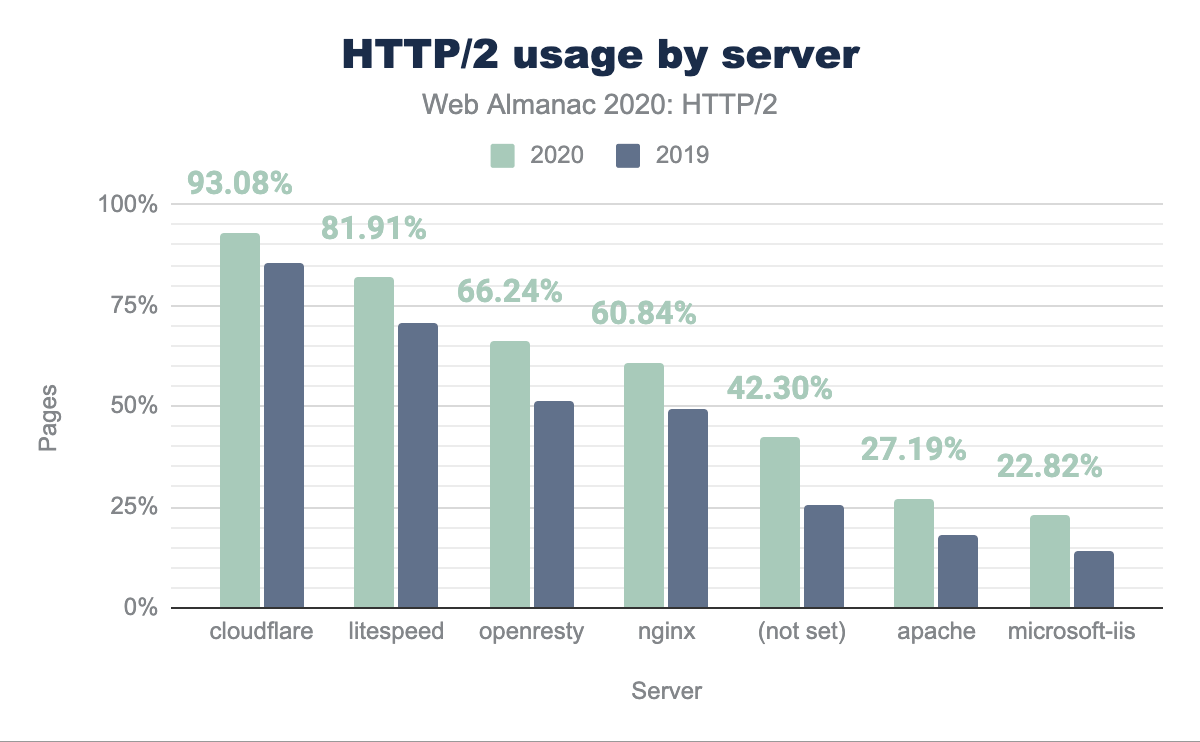 HTTP/2 usage by server
Web Almanac 2020: HTTP/2
2020 2019
93.08%
81.91%
66.24%
60.84%
42.30%
27.19%
22.82%
100%
75%
50%
25%
0%
Pages
cloudflare litespeed openresty nginx (not set) apache microsoft-iis
Server